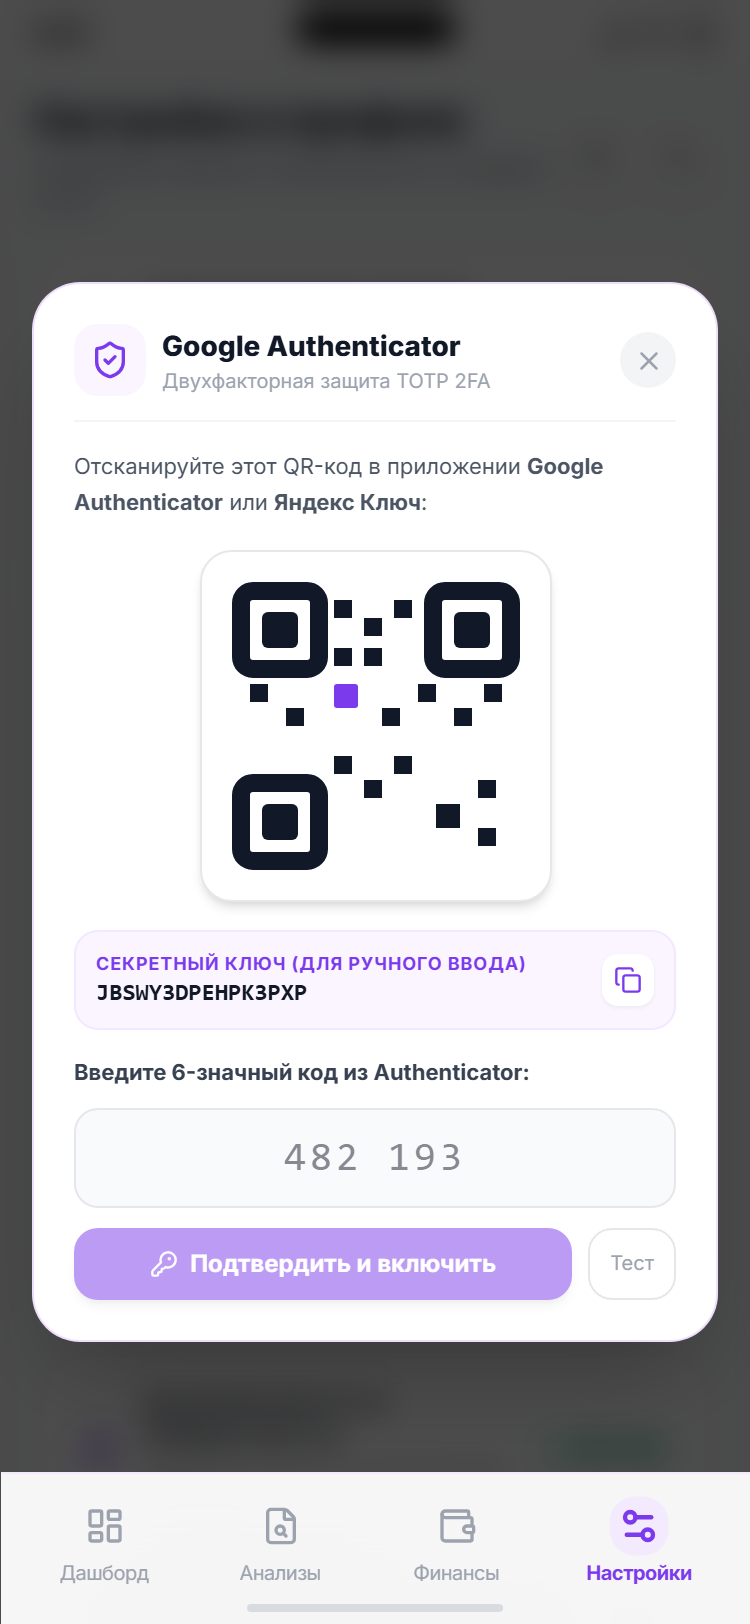 Google Authenticator
Двухфакторная защита TOTP 2FA
Отсканируйте этот QR-код в приложении Google
Authenticator или Яндекс Ключ:
СЕКРЕТНЫЙ КЛЮЧ (ДЛЯ РУЧНОГО ВВОДА)
JBSWY3DPEHPK3PXP
Введите 6-значный код из Authenticator:
482 193
Подтвердить и включить
Тест
Дашборд
Анализы
Финансы
Настройки